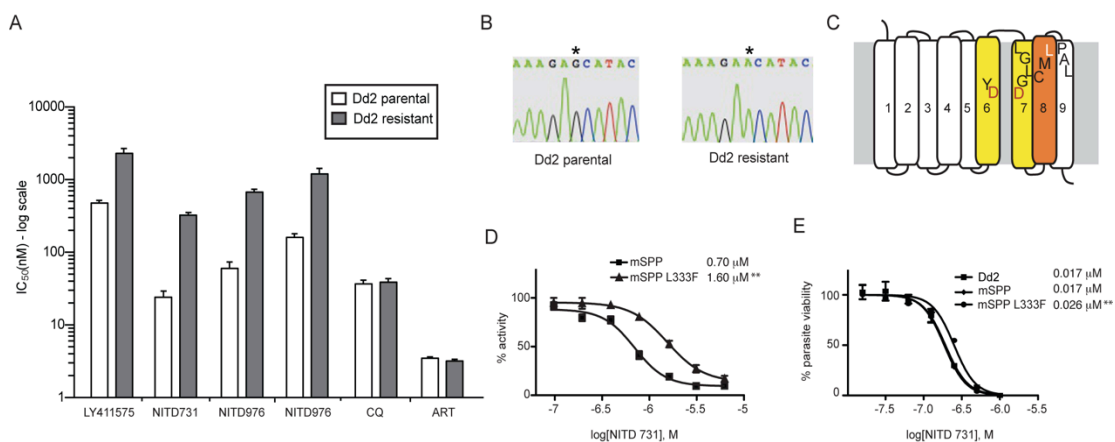 A
10000
1000
100
10
1
IC50(nM) - log scale
Dd2 parental
Dd2 resistant
LY411575 NITD731 NITD976 NITD976 CQ ART
B
* *
A A A G A G C A T A C A A A G A A C A T A C
Dd2 parental Dd2 resistant
C
1 2 3 4 5 6 7 8 9
Y D
L G L G D
L M C
P A L
D
mSPP 0.70 µM
mSPP L333F 1.60 µM**
% activity
100
50
0
-7 -6.5 -6 -5.5 -5
log[NITD 731], M
E
Dd2 0.017 µM
mSPP 0.017 µM
mSPP L333F 0.026 µM**
% parasite viability
100
50
0
-7.5 -7.0 -6.5 -6.0 -5.5
log[NITD 731], M